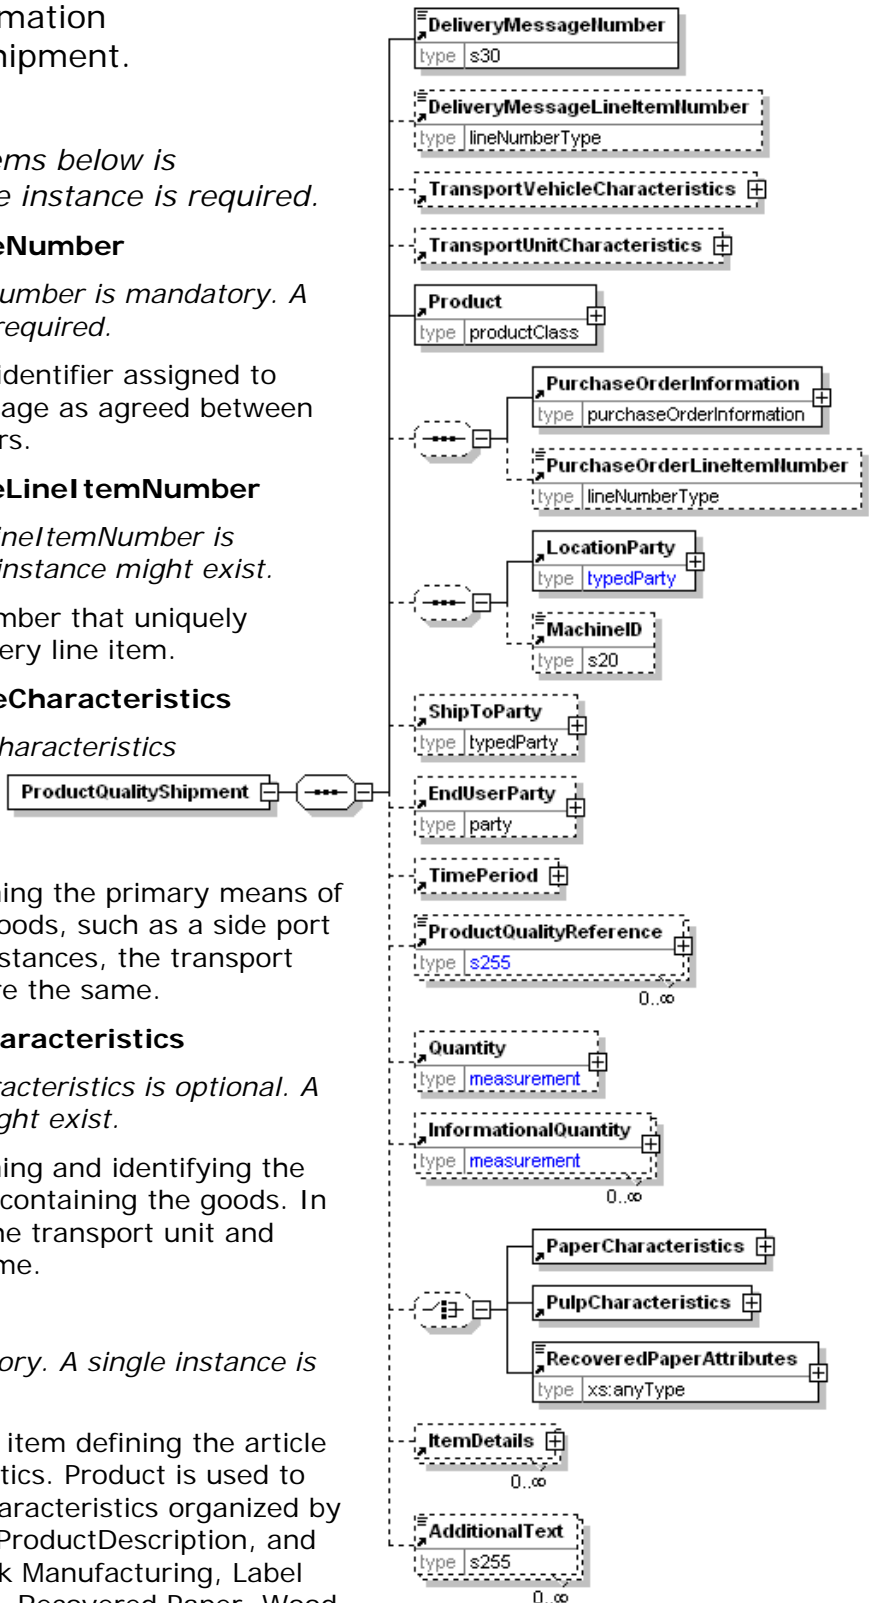 mation
hipment.
ems below is
e instance is required.
eNumber
umber is mandatory. A
required.
identifier assigned to
age as agreed between
rs.
eLineItemNumber
ineItemNumber is
instance might exist.
mber that uniquely
ery line item.
eCharacteristics
haracteristics
ning the primary means of
oods, such as a side port
stances, the transport
re the same.
aracteristics
acteristics is optional. A
ght exist.
ning and identifying the
containing the goods. In
he transport unit and
me.
ory. A single instance is
item defining the article
tics. Product is used to
aracteristics organized by
ProductDescription, and
k Manufacturing, Label
Recovered Paper, Wood
ProductQualityShipment
DeliveryMessageNumber
type s30
DeliveryMessageLineItemNumber
type lineNumberType
TransportVehicleCharacteristics
TransportUnitCharacteristics
Product
type productClass
PurchaseOrderInformation
type purchaseOrderInformation
PurchaseOrderLineItemNumber
type lineNumberType
LocationParty
type typedParty
MachineID
type s20
ShipToParty
type typedParty
EndUserParty
type party
TimePeriod
ProductQualityReference
type s255
0..∞
Quantity
type measurement
InformationalQuantity
type measurement
0..∞
PaperCharacteristics
PulpCharacteristics
RecoveredPaperAttributes
type xs:anyType
ItemDetails
0..∞
AdditionalText
type s255
0..∞